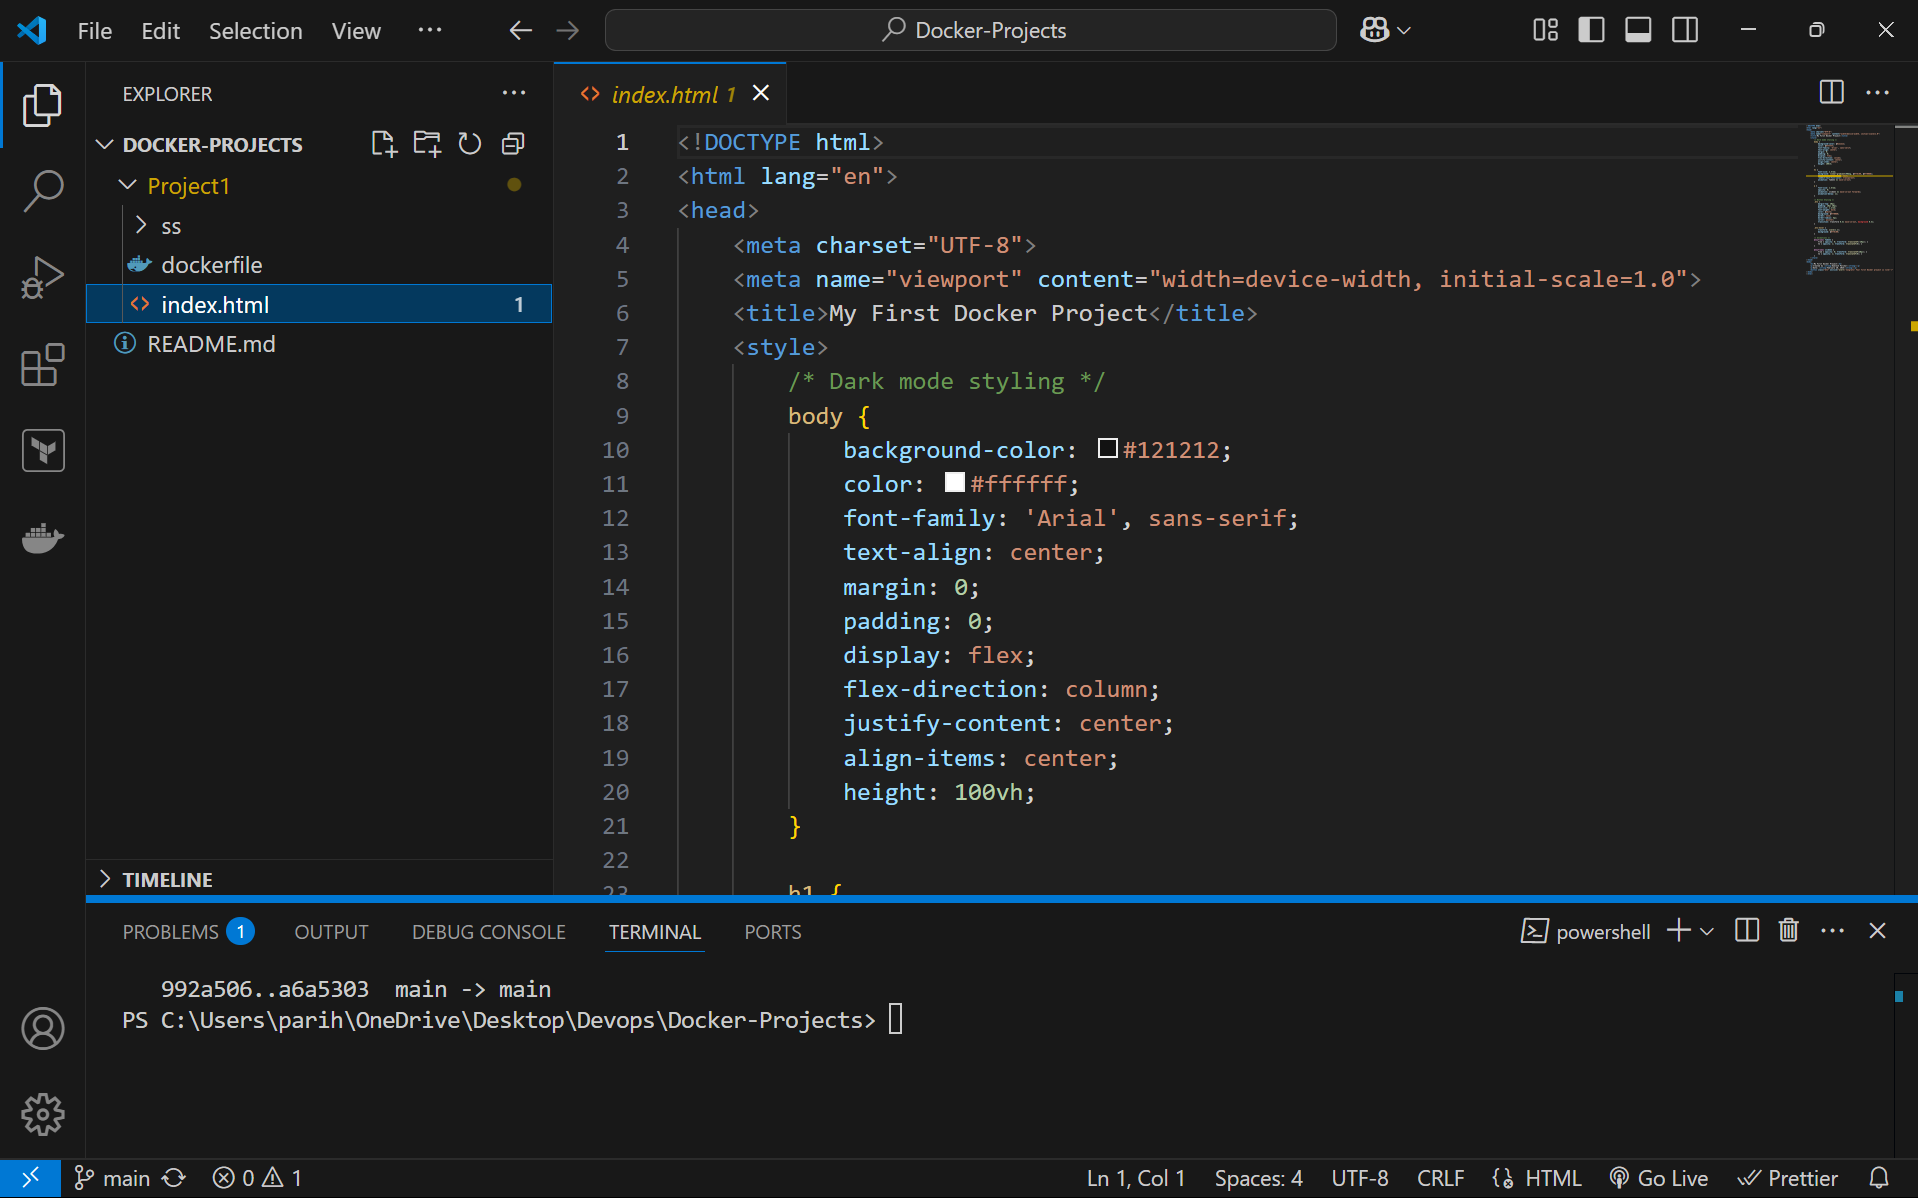 File Edit Selection View ··· Docker-Projects
EXPLORER
DOCKER-PROJECTS
Project1
ss
dockerfile
index.html 1
README.md
TIMELINE
index.html 1
1 <!DOCTYPE html>
2 <html lang="en">
3 <head>
4 <meta charset="UTF-8">
5 <meta name="viewport" content="width=device-width, initial-scale=1.0">
6 <title>My First Docker Project</title>
7 <style>
8 /* Dark mode styling */
9 body {
10 background-color: #121212;
11 color: #ffffff;
12 font-family: 'Arial', sans-serif;
13 text-align: center;
14 margin: 0;
15 padding: 0;
16 display: flex;
17 flex-direction: column;
18 justify-content: center;
19 align-items: center;
20 height: 100vh;
21 }
22
23 h1 {
PROBLEMS 1 OUTPUT DEBUG CONSOLE TERMINAL PORTS powershell
992a506..a6a5303 main -> main
PS C:\Users\parih\OneDrive\Desktop\Devops\Docker-Projects>
main 0 1 Ln 1, Col 1 Spaces: 4 UTF-8 CRLF HTML Go Live Prettier